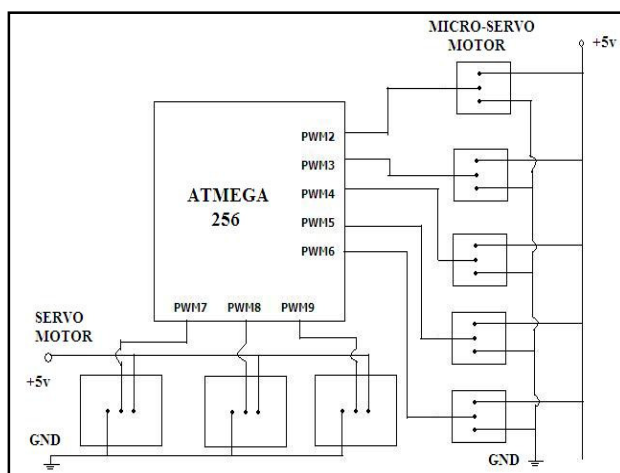 MICRO-SERVO
MOTOR
+5v
PWM2
PWM3
ATMEGA
256
PWM4
PWM5
PWM6
PWM7 PWM8 PWM9
SERVO
MOTOR
+5v
GND
GND